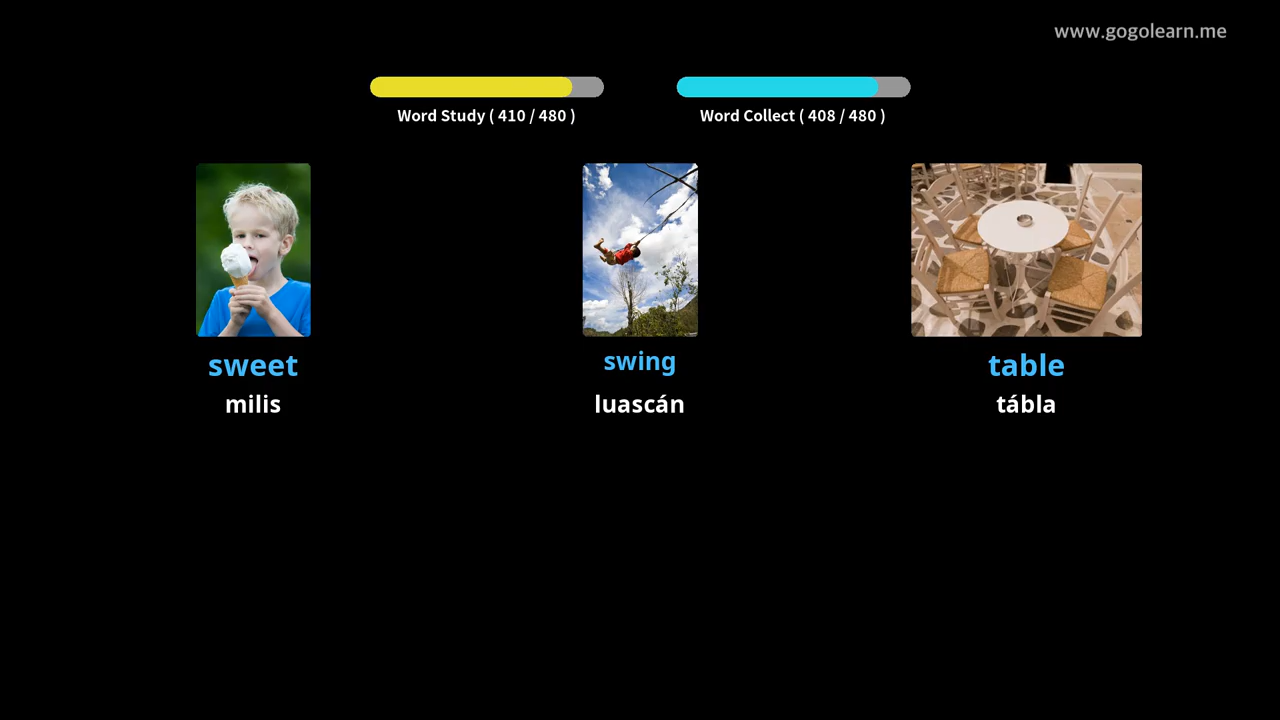 www.gogolearn.me
Word Study ( 410 / 480 )
Word Collect ( 408 / 480 )
sweet
milis
swing
luascán
table
tábla